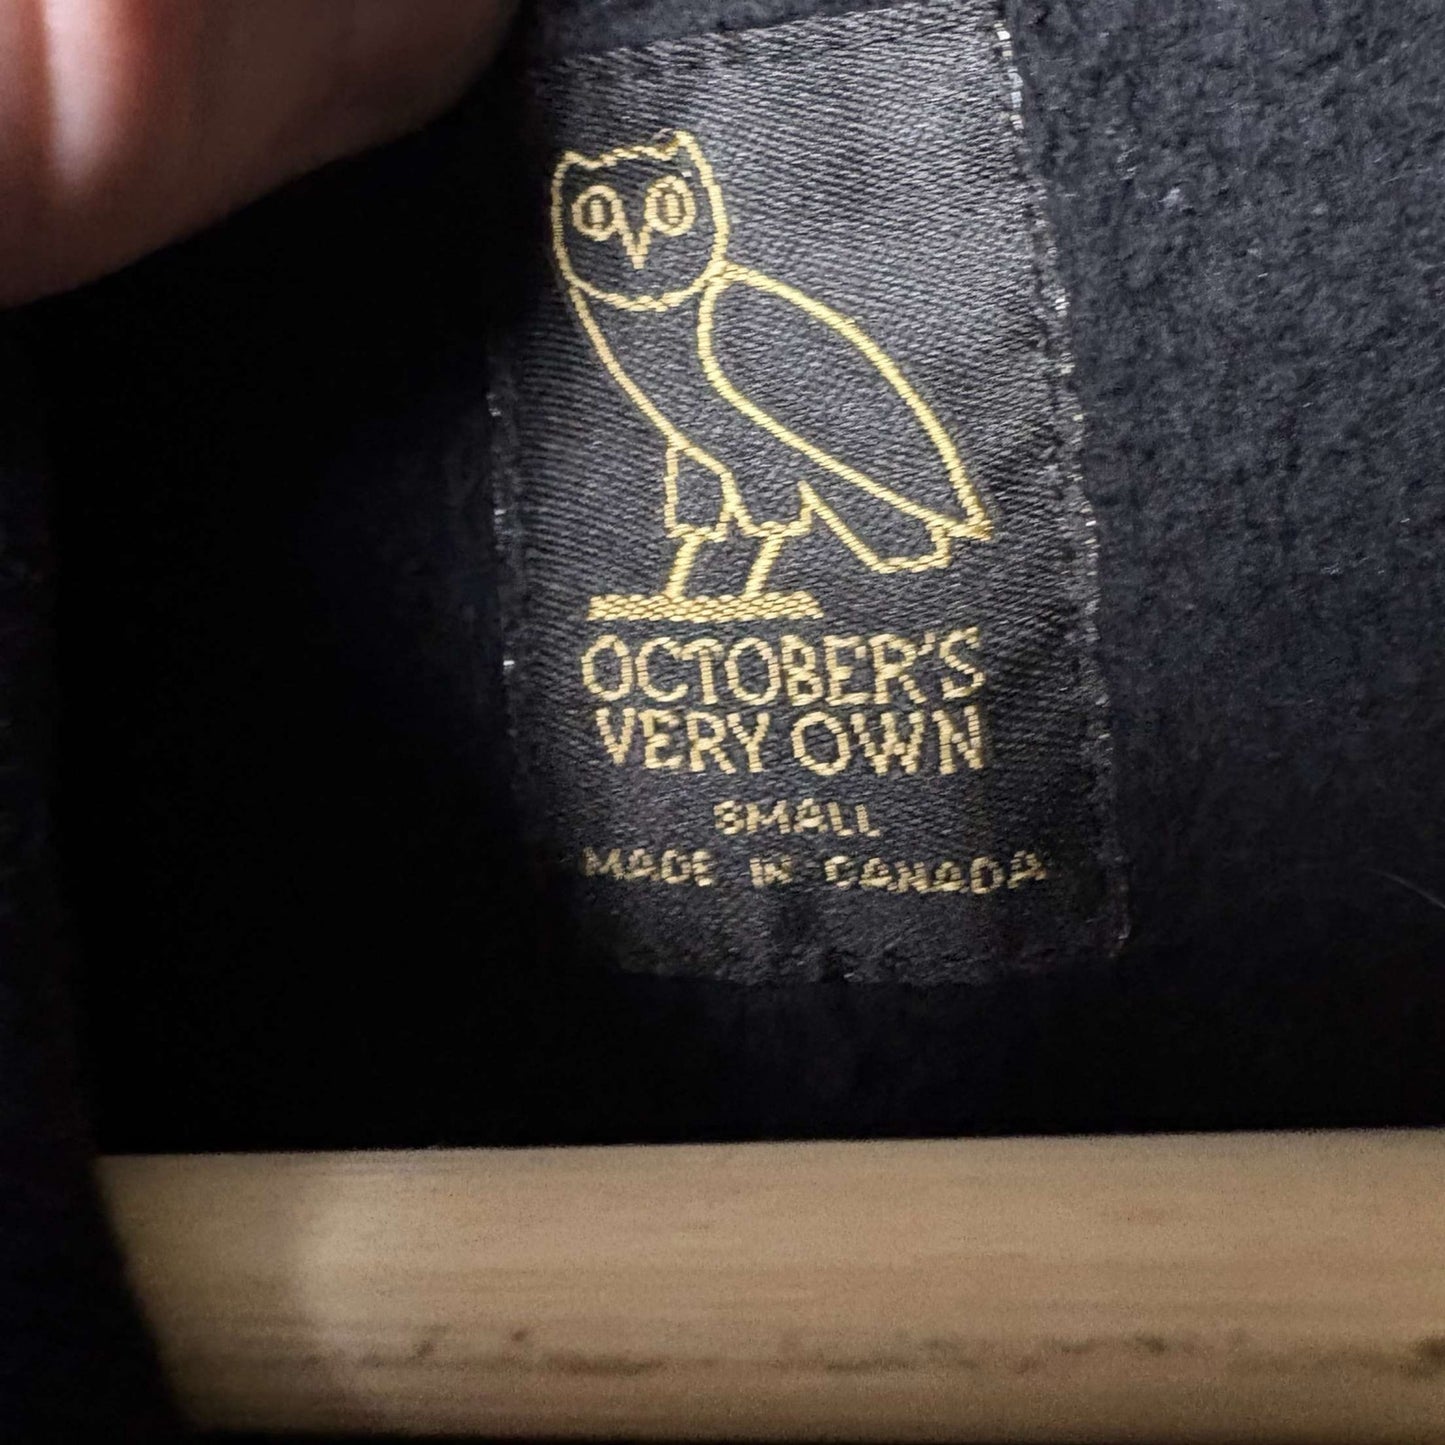 OCTOBER'S
VERY OWN
SMALL
MADE IN CANADA